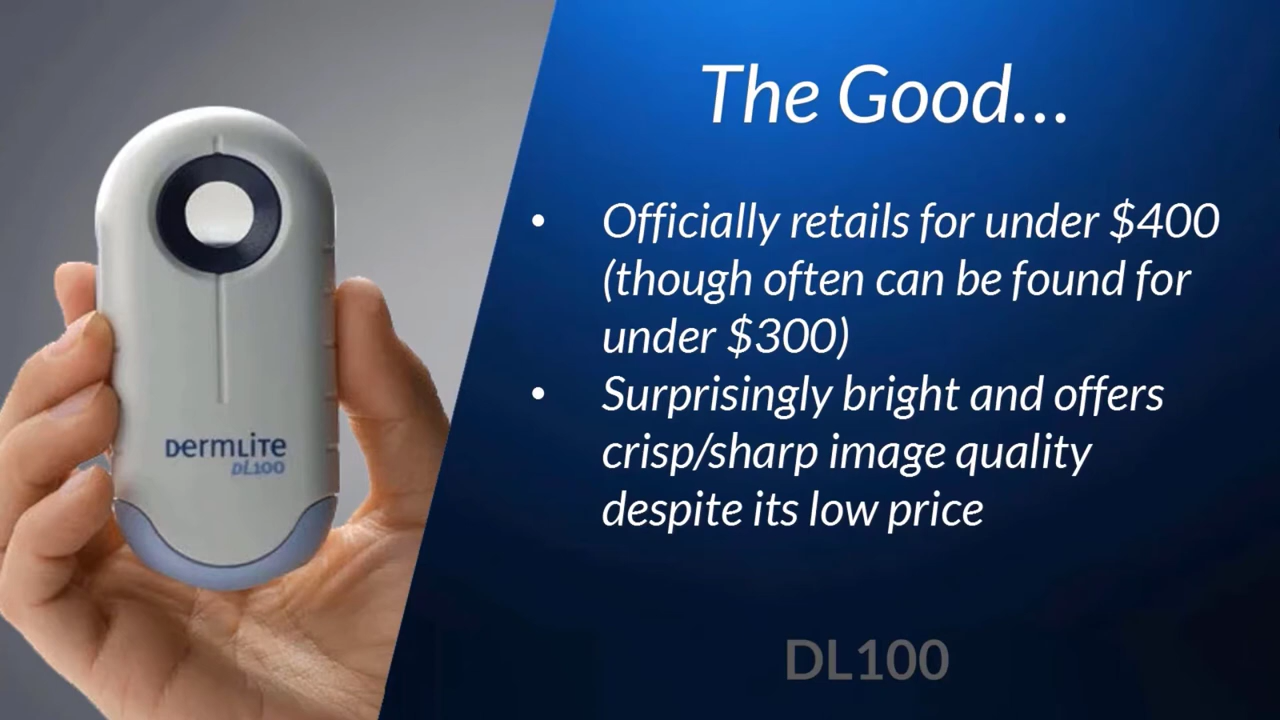 The Good...
• Officially retails for under $400
(though often can be found for
under $300)
• Surprisingly bright and offers
crisp/sharp image quality
despite its low price
DermLite
DL100
DL100